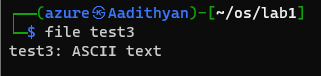 ┌──(azure㉿Aadithyan)-[~/os/lab1]
└─$ file test3
test3: ASCII text